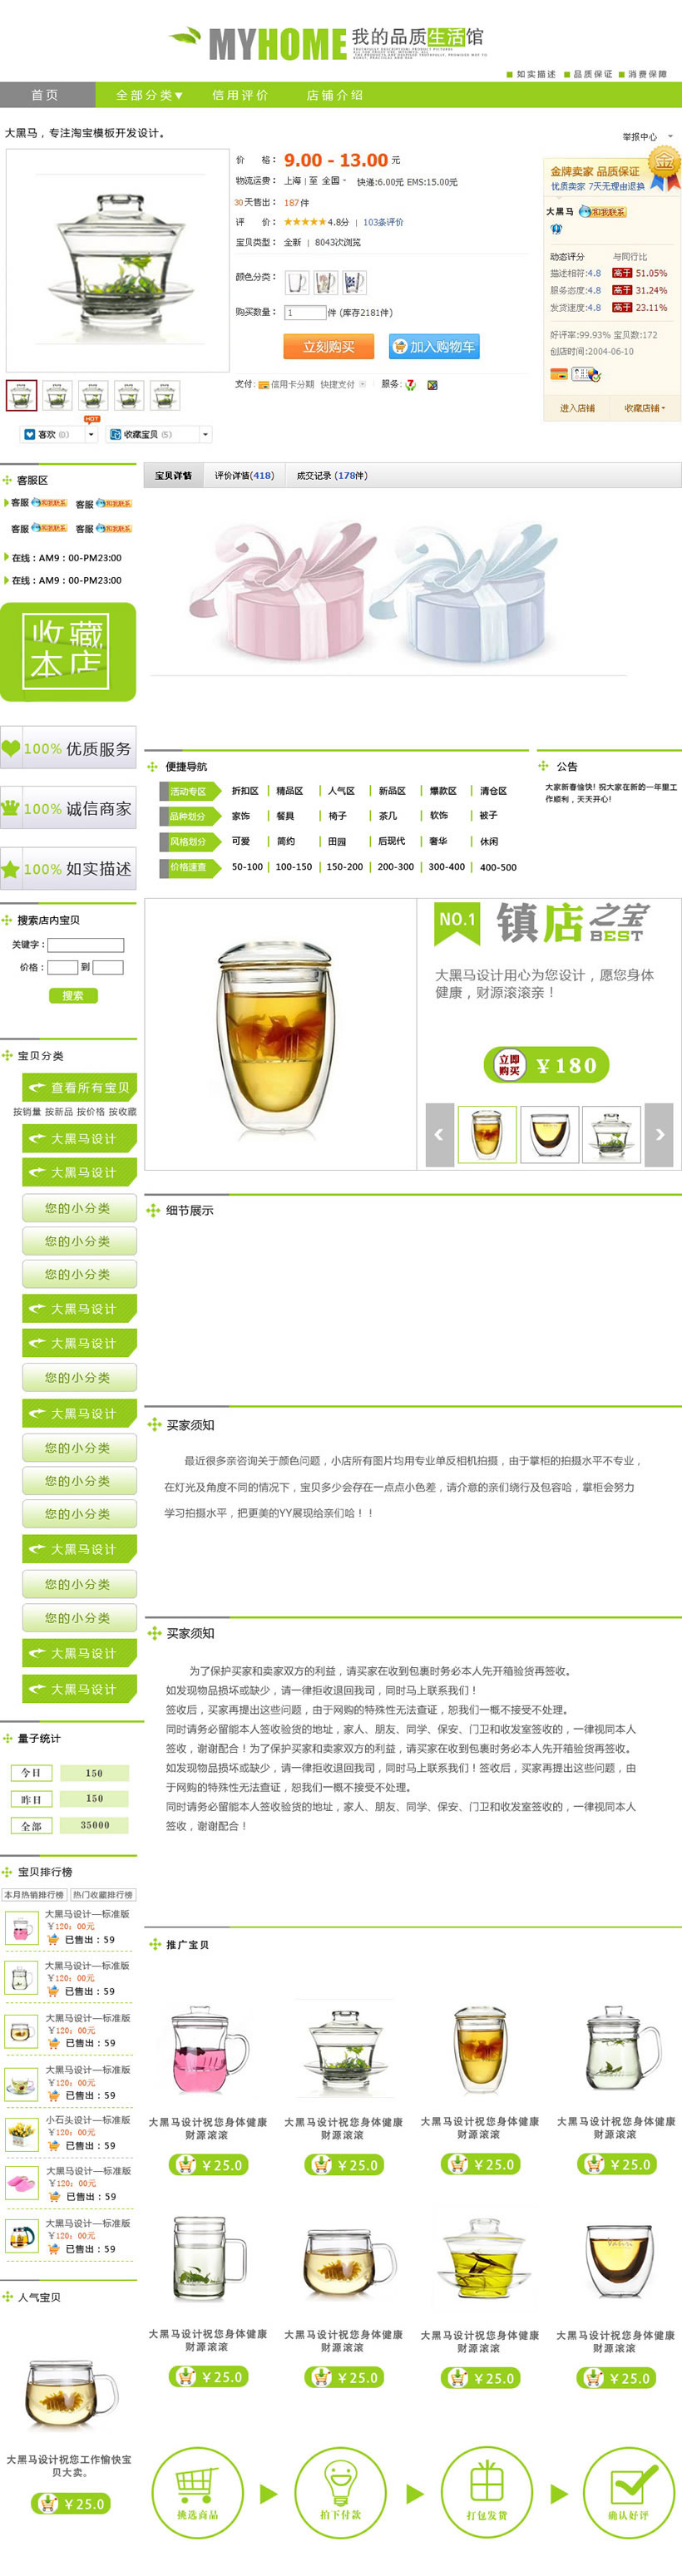 MYHOME 我的品质生活馆
如实描述 品质保证 消费保障
首页 全部分类▼ 信用评价 店铺介绍
大黑马，专注淘宝模板开发设计。
举报中心
价 格： 9.00 - 13.00 元
物流运费： 上海 | 至 全国 快递:6.00元 EMS:15.00元
30天售出： 187 件
评 价： 4.8分 | 103条评价
宝贝类型： 全新 | 8043次浏览
颜色分类：
购买数量： 1 件 (库存2181件)
立刻购买 加入购物车
支付： 信用卡分期 快捷支付 服务：
HOT
喜欢 (0) 收藏宝贝 (5)
金
金牌卖家 品质保证
优质卖家 7天无理由退换
大黑马 和我联系
动态评分 与同行比
描述相符:4.8 高于 51.05%
服务态度:4.8 高于 31.24%
发货速度:4.8 高于 23.11%
好评率:99.93% 宝贝数:172
创店时间:2004-06-10
进入店铺 收藏店铺
客服区
客服 和我联系 客服 和我联系
客服 和我联系 客服 和我联系
在线：AM9：00-PM23:00
在线：AM9：00-PM23:00
收藏
本店
100% 优质服务
100% 诚信商家
100% 如实描述
搜索店内宝贝
关键字：
价格： 到
搜索
宝贝分类
查看所有宝贝
按销量 按新品 按价格 按收藏
大黑马设计
大黑马设计
您的小分类
您的小分类
您的小分类
大黑马设计
大黑马设计
您的小分类
大黑马设计
您的小分类
您的小分类
您的小分类
大黑马设计
您的小分类
您的小分类
大黑马设计
大黑马设计
量子统计
今日 150
昨日 150
全部 35000
宝贝排行榜
本月热销排行榜 热门收藏排行榜
大黑马设计—标准版
￥120：00元
已售出：59
大黑马设计—标准版
￥120：00元
已售出：59
大黑马设计—标准版
￥120：00元
已售出：59
大黑马设计—标准版
￥120：00元
已售出：59
小石头设计—标准版
￥120：00元
已售出：59
大黑马设计—标准版
￥120：00元
已售出：59
大黑马设计—标准版
￥120：00元
已售出：59
人气宝贝
大黑马设计祝您工作愉快宝
贝大卖。
￥25.0
宝贝详情 评价详情(418) 成交记录 (178件)
便捷导航
活动专区 折扣区 | 精品区 | 人气区 | 新品区 | 爆款区 | 清仓区
品种划分 家饰 | 餐具 | 椅子 | 茶几 | 软饰 | 被子
风格划分 可爱 | 简约 | 田园 | 后现代 | 奢华 | 休闲
价格速查 50-100 | 100-150 | 150-200 | 200-300 | 300-400 | 400-500
公告
大家新春愉快! 祝大家在新的一年里工
作顺利，天天开心!
NO.1 镇店之宝 BEST
大黑马设计用心为您设计，愿您身体
健康，财源滚滚亲！
立即
购买 ￥180
细节展示
买家须知
最近很多亲咨询关于颜色问题，小店所有图片均用专业单反相机拍摄，由于掌柜的拍摄水平不专业，
在灯光及角度不同的情况下，宝贝多少会存在一点点小色差，请介意的亲们绕行及包容哈，掌柜会努力
学习拍摄水平，把更美的YY展现给亲们哈！！
买家须知
为了保护买家和卖家双方的利益，请买家在收到包裹时务必本人先开箱验货再签收。
如发现物品损坏或缺少，请一律拒收退回我司，同时马上联系我们！
签收后，买家再提出这些问题，由于网购的特殊性无法查证，恕我们一概不接受不处理。
同时请务必留能本人签收验货的地址，家人、朋友、同学、保安、门卫和收发室签收的，一律视同本人
签收，谢谢配合！为了保护买家和卖家双方的利益，请买家在收到包裹时务必本人先开箱验货再签收。
如发现物品损坏或缺少，请一律拒收退回我司，同时马上联系我们！签收后，买家再提出这些问题，由
于网购的特殊性无法查证，恕我们一概不接受不处理。
同时请务必留能本人签收验货的地址，家人、朋友、同学、保安、门卫和收发室签收的，一律视同本人
签收，谢谢配合！
推广宝贝
大黑马设计祝您身体健康 大黑马设计祝您身体健康 大黑马设计祝您身体健康 大黑马设计祝您身体健康
财源滚滚 财源滚滚 财源滚滚 财源滚滚
￥25.0 ￥25.0 ￥25.0 ￥25.0
大黑马设计祝您身体健康 大黑马设计祝您身体健康 大黑马设计祝您身体健康 大黑马设计祝您身体健康
财源滚滚 财源滚滚 财源滚滚 财源滚滚
￥25.0 ￥25.0 ￥25.0 ￥25.0
挑选商品 拍下付款 打包发货 确认好评